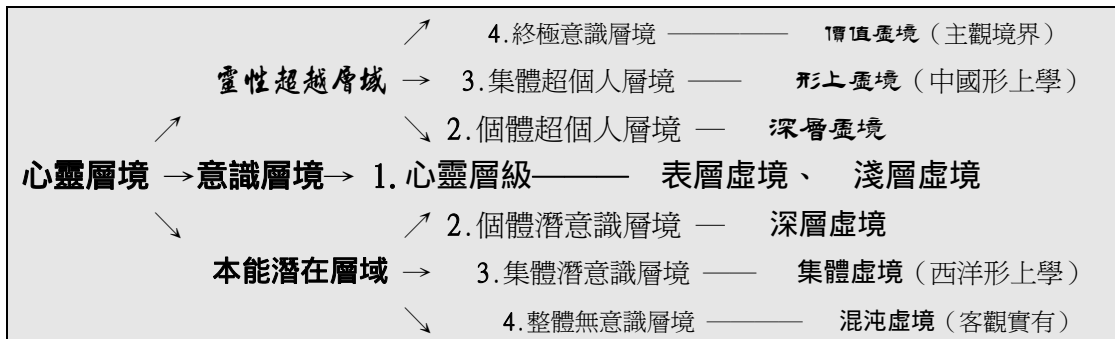 ↗ 4.終極意識層境 ———— 價值虛境（主觀境界）
靈性超越層域 → 3.集體超個人層境 —— 形上虛境（中國形上學）
↗ ↘ 2.個體超個人層境 — 深層虛境
心靈層境 →意識層境→ 1.心靈層級——— 表層虛境、 淺層虛境
↘ ↗ 2.個體潛意識層境 — 深層虛境
本能潛在層域 → 3.集體潛意識層境 —— 集體虛境（西洋形上學）
↘ 4.整體無意識層境 ——— 混沌虛境（客觀實有）